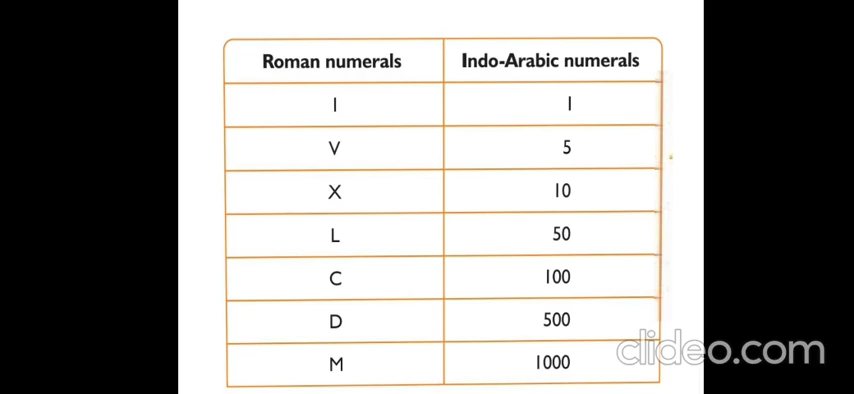 Roman numerals Indo-Arabic numerals
I 1
V 5
X 10
L 50
C 100
D 500
M 1000
clideo.com